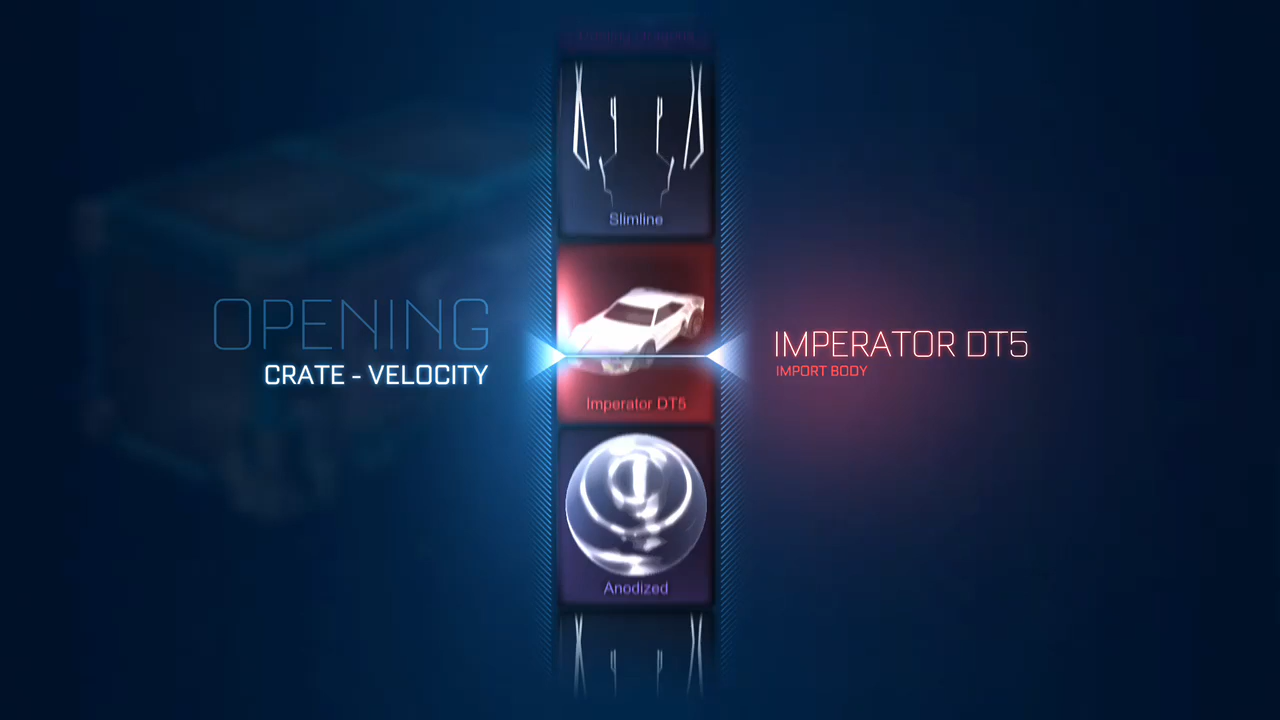 Slimline
OPENING
CRATE - VELOCITY
IMPERATOR DT5
IMPORT BODY
Imperator DT5
Anodized